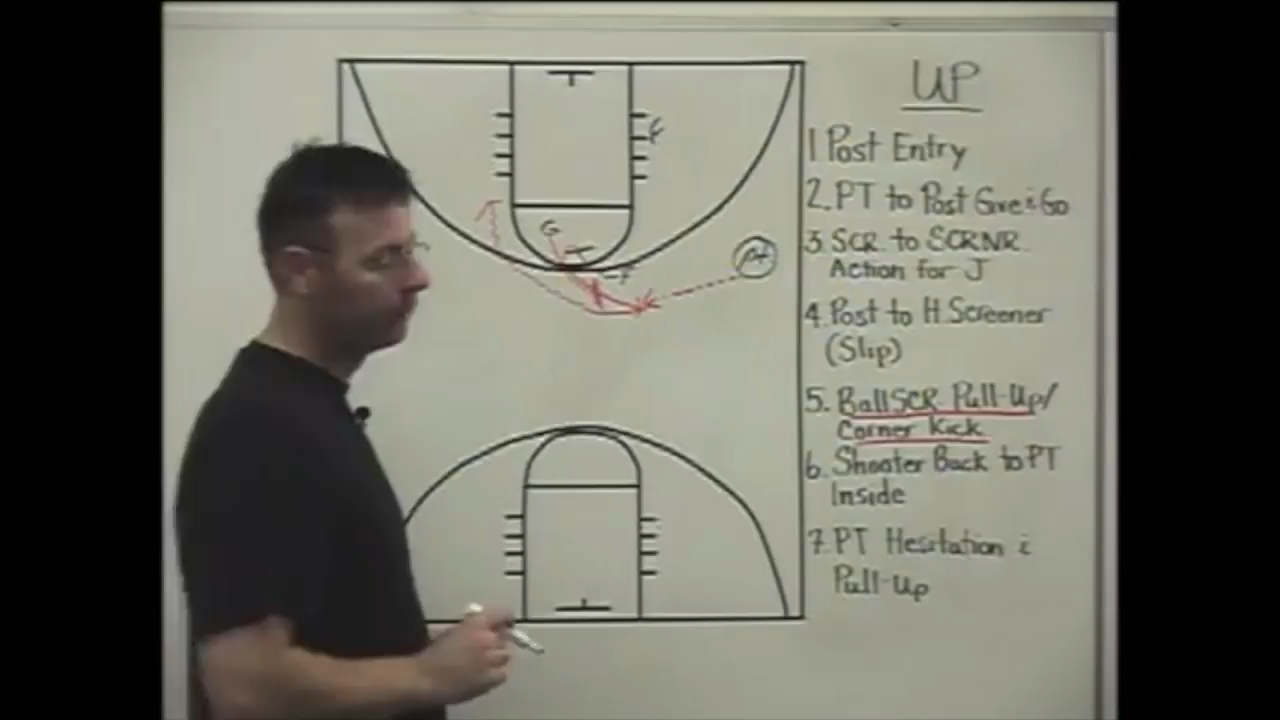 UP
1 Post Entry
2. PT to Post Give & Go
3 SCR. to SCRNR.
Action for J
4. Post to H. Screener
(Slip)
5. Ball SCR Pull-Up/
Corner Kick
6. Shooter Back to PT
Inside
7. PT Hesitation &
Pull-Up
G
F
PT